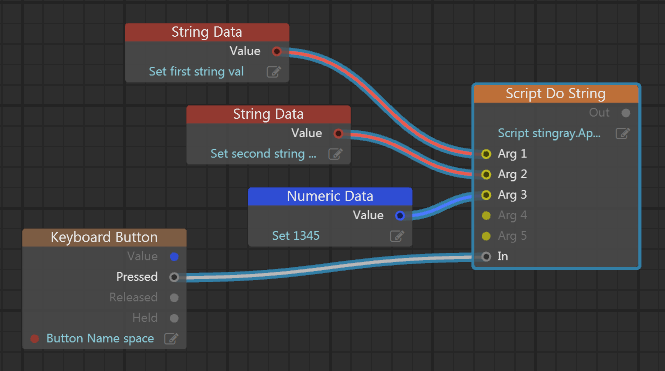 String Data
Value
Set first string val
String Data
Value
Set second string ...
Numeric Data
Value
Set 1345
Keyboard Button
Value
Pressed
Released
Held
Button Name space
Script Do String
Out
Script stingray.Ap...
Arg 1
Arg 2
Arg 3
Arg 4
Arg 5
In